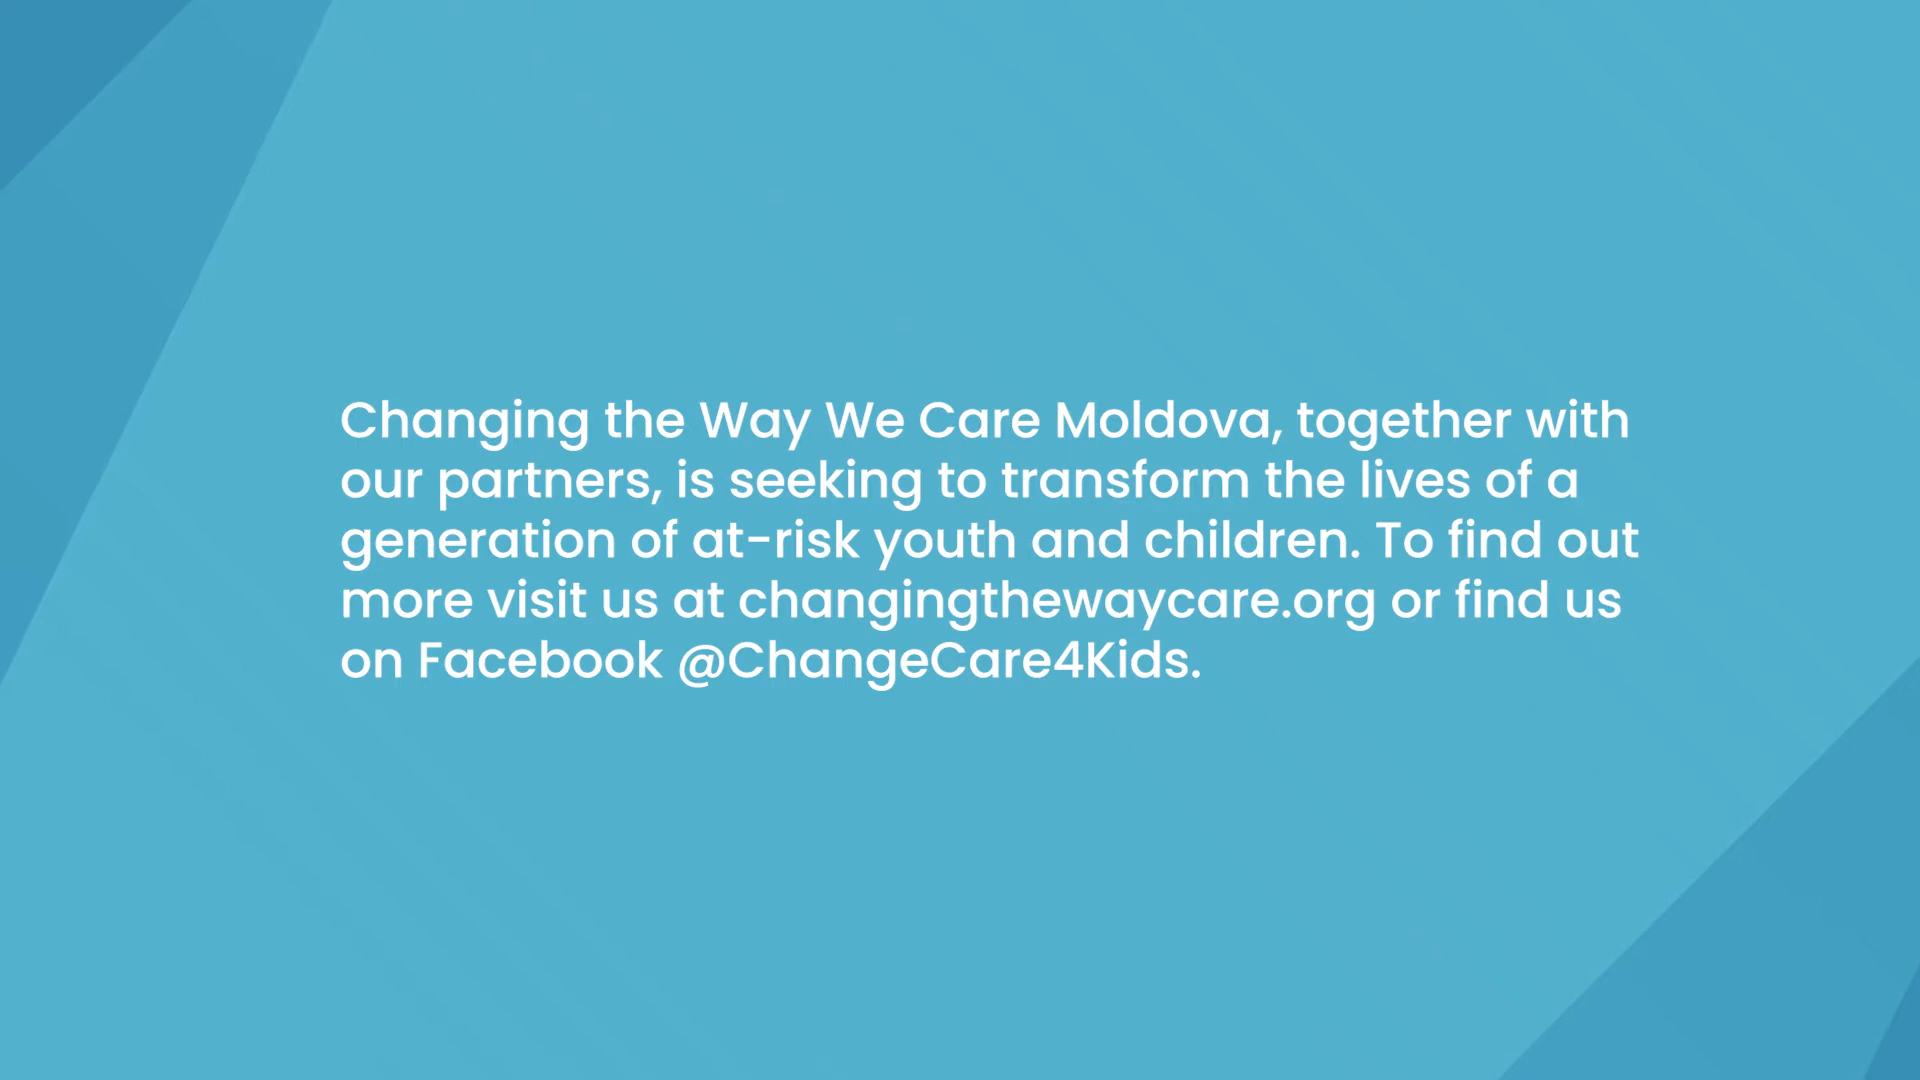 Changing the Way We Care Moldova, together with
our partners, is seeking to transform the lives of a
generation of at-risk youth and children. To find out
more visit us at changingthewaycare.org or find us
on Facebook @ChangeCare4Kids.